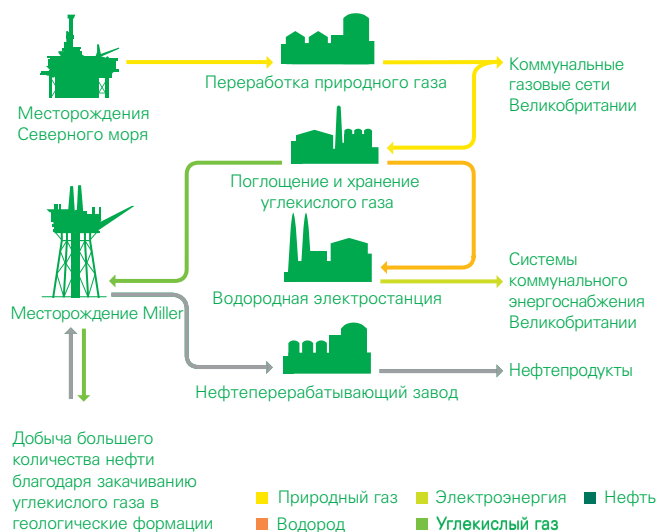 Месторождения
Северного моря
Переработка природного газа
Коммунальные
газовые сети
Великобритании
Поглощение и хранение
углекислого газа
Месторождение Miller
Водородная электростанция
Системы
коммунального
энергоснабжения
Великобритании
Нефтеперерабатывающий завод
Нефтепродукты
Добыча большего
количества нефти
благодаря закачиванию
углекислого газа в
геологические формации
Природный газ
Электроэнергия
Нефть
Водород
Углекислый газ